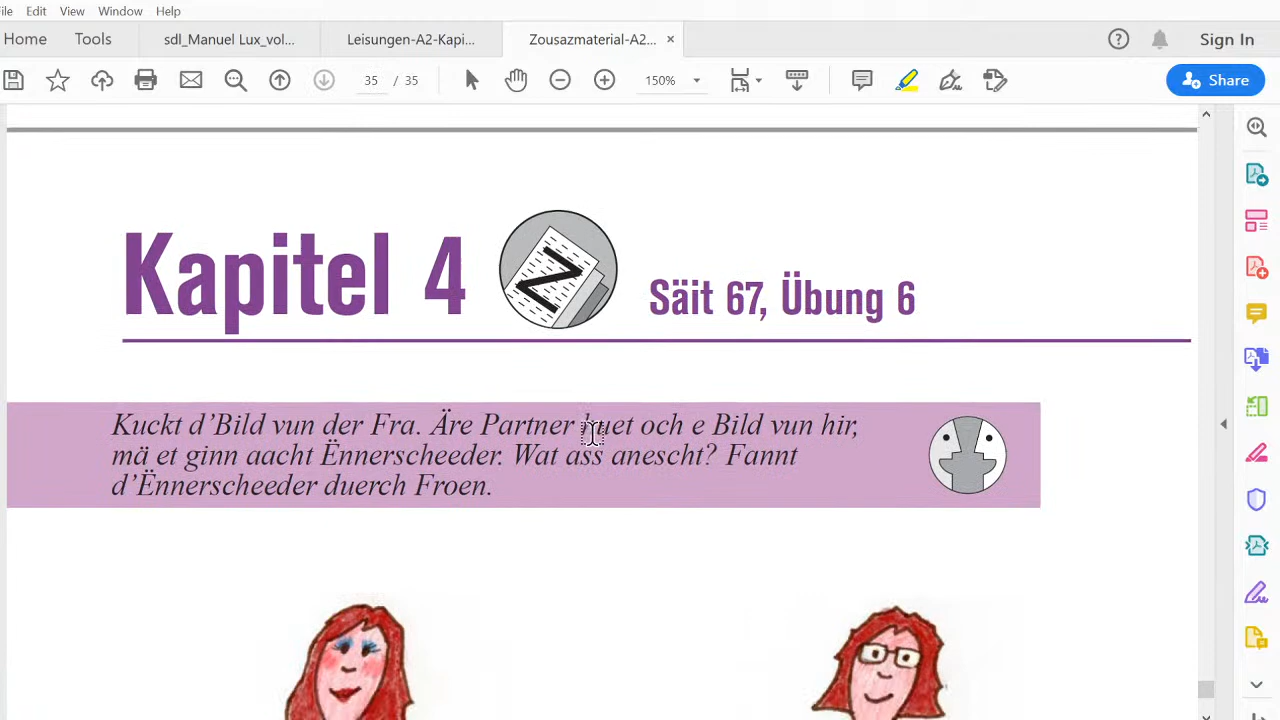 File Edit View Window Help
Home Tools sdl_Manuel Lux_vol... Leisungen-A2-Kapi... Zousazmaterial-A2... × Sign In
35 / 35 150% Share
Kapitel 4 Z Säit 67, Übung 6
Kuckt d'Bild vun der Fra. Äre Partner huet och e Bild vun hir,
mä et ginn aacht Ënnerscheeder. Wat ass anescht? Fannt
d'Ënnerscheeder duerch Froen.